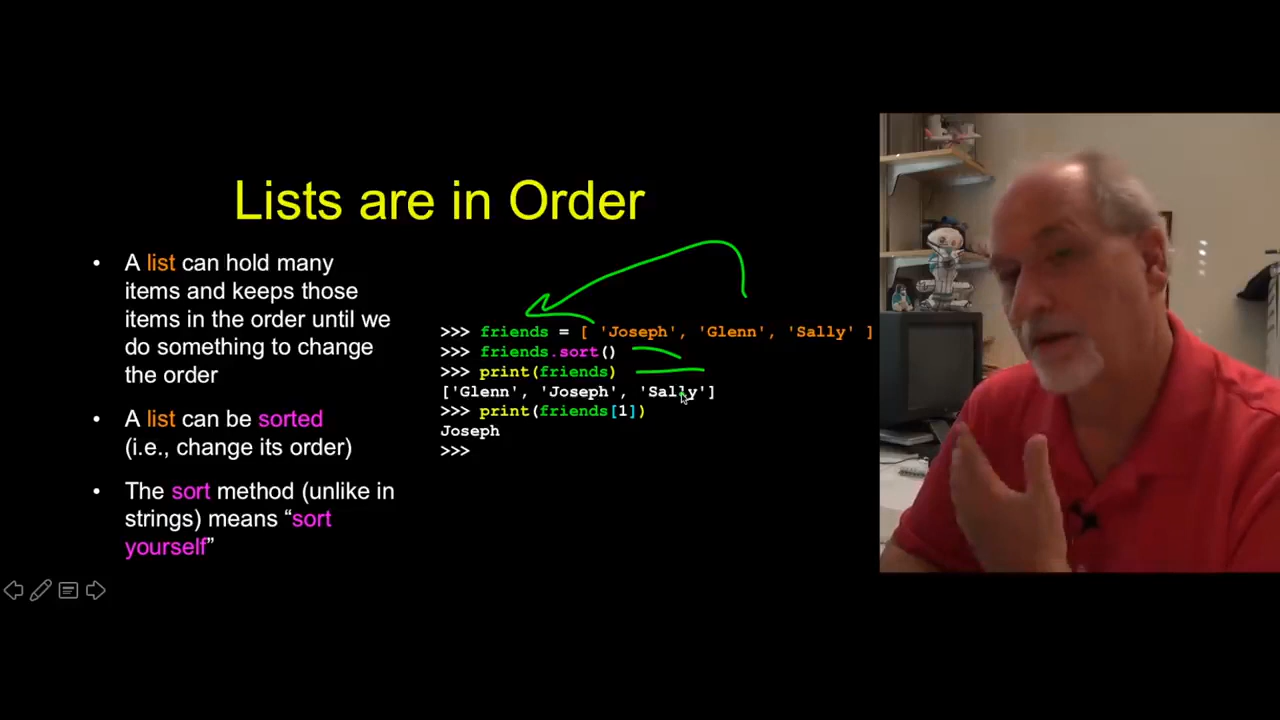 Lists are in Order
• A list can hold many
items and keeps those
items in the order until we
do something to change
the order
• A list can be sorted
(i.e., change its order)
• The sort method (unlike in
strings) means “sort
yourself”
>>> friends = [ 'Joseph', 'Glenn', 'Sally' ]
>>> friends.sort()
>>> print(friends)
['Glenn', 'Joseph', 'Sally']
>>> print(friends[1])
Joseph
>>>